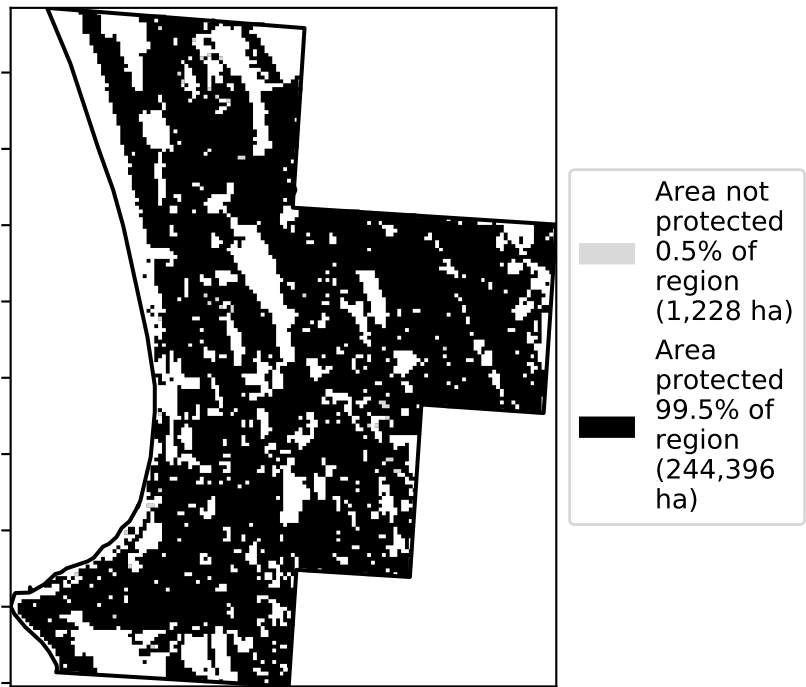 Area not
protected
0.5% of
region
(1,228 ha)
Area
protected
99.5% of
region
(244,396
ha)